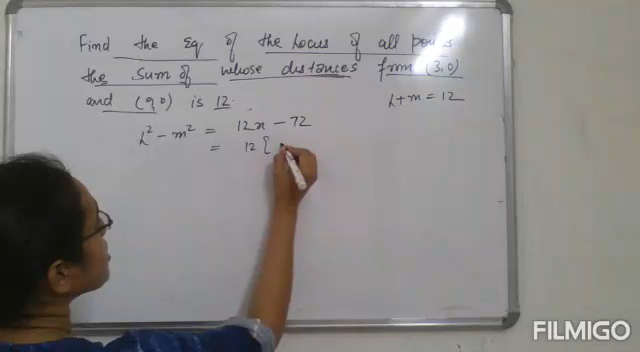 Find the Eq of the Locus of all points
the sum of whose distances from (3,0)
and (9,0) is 12.
L+m = 12
L² - m² = 12x - 72
= 12 [
FILMIGO